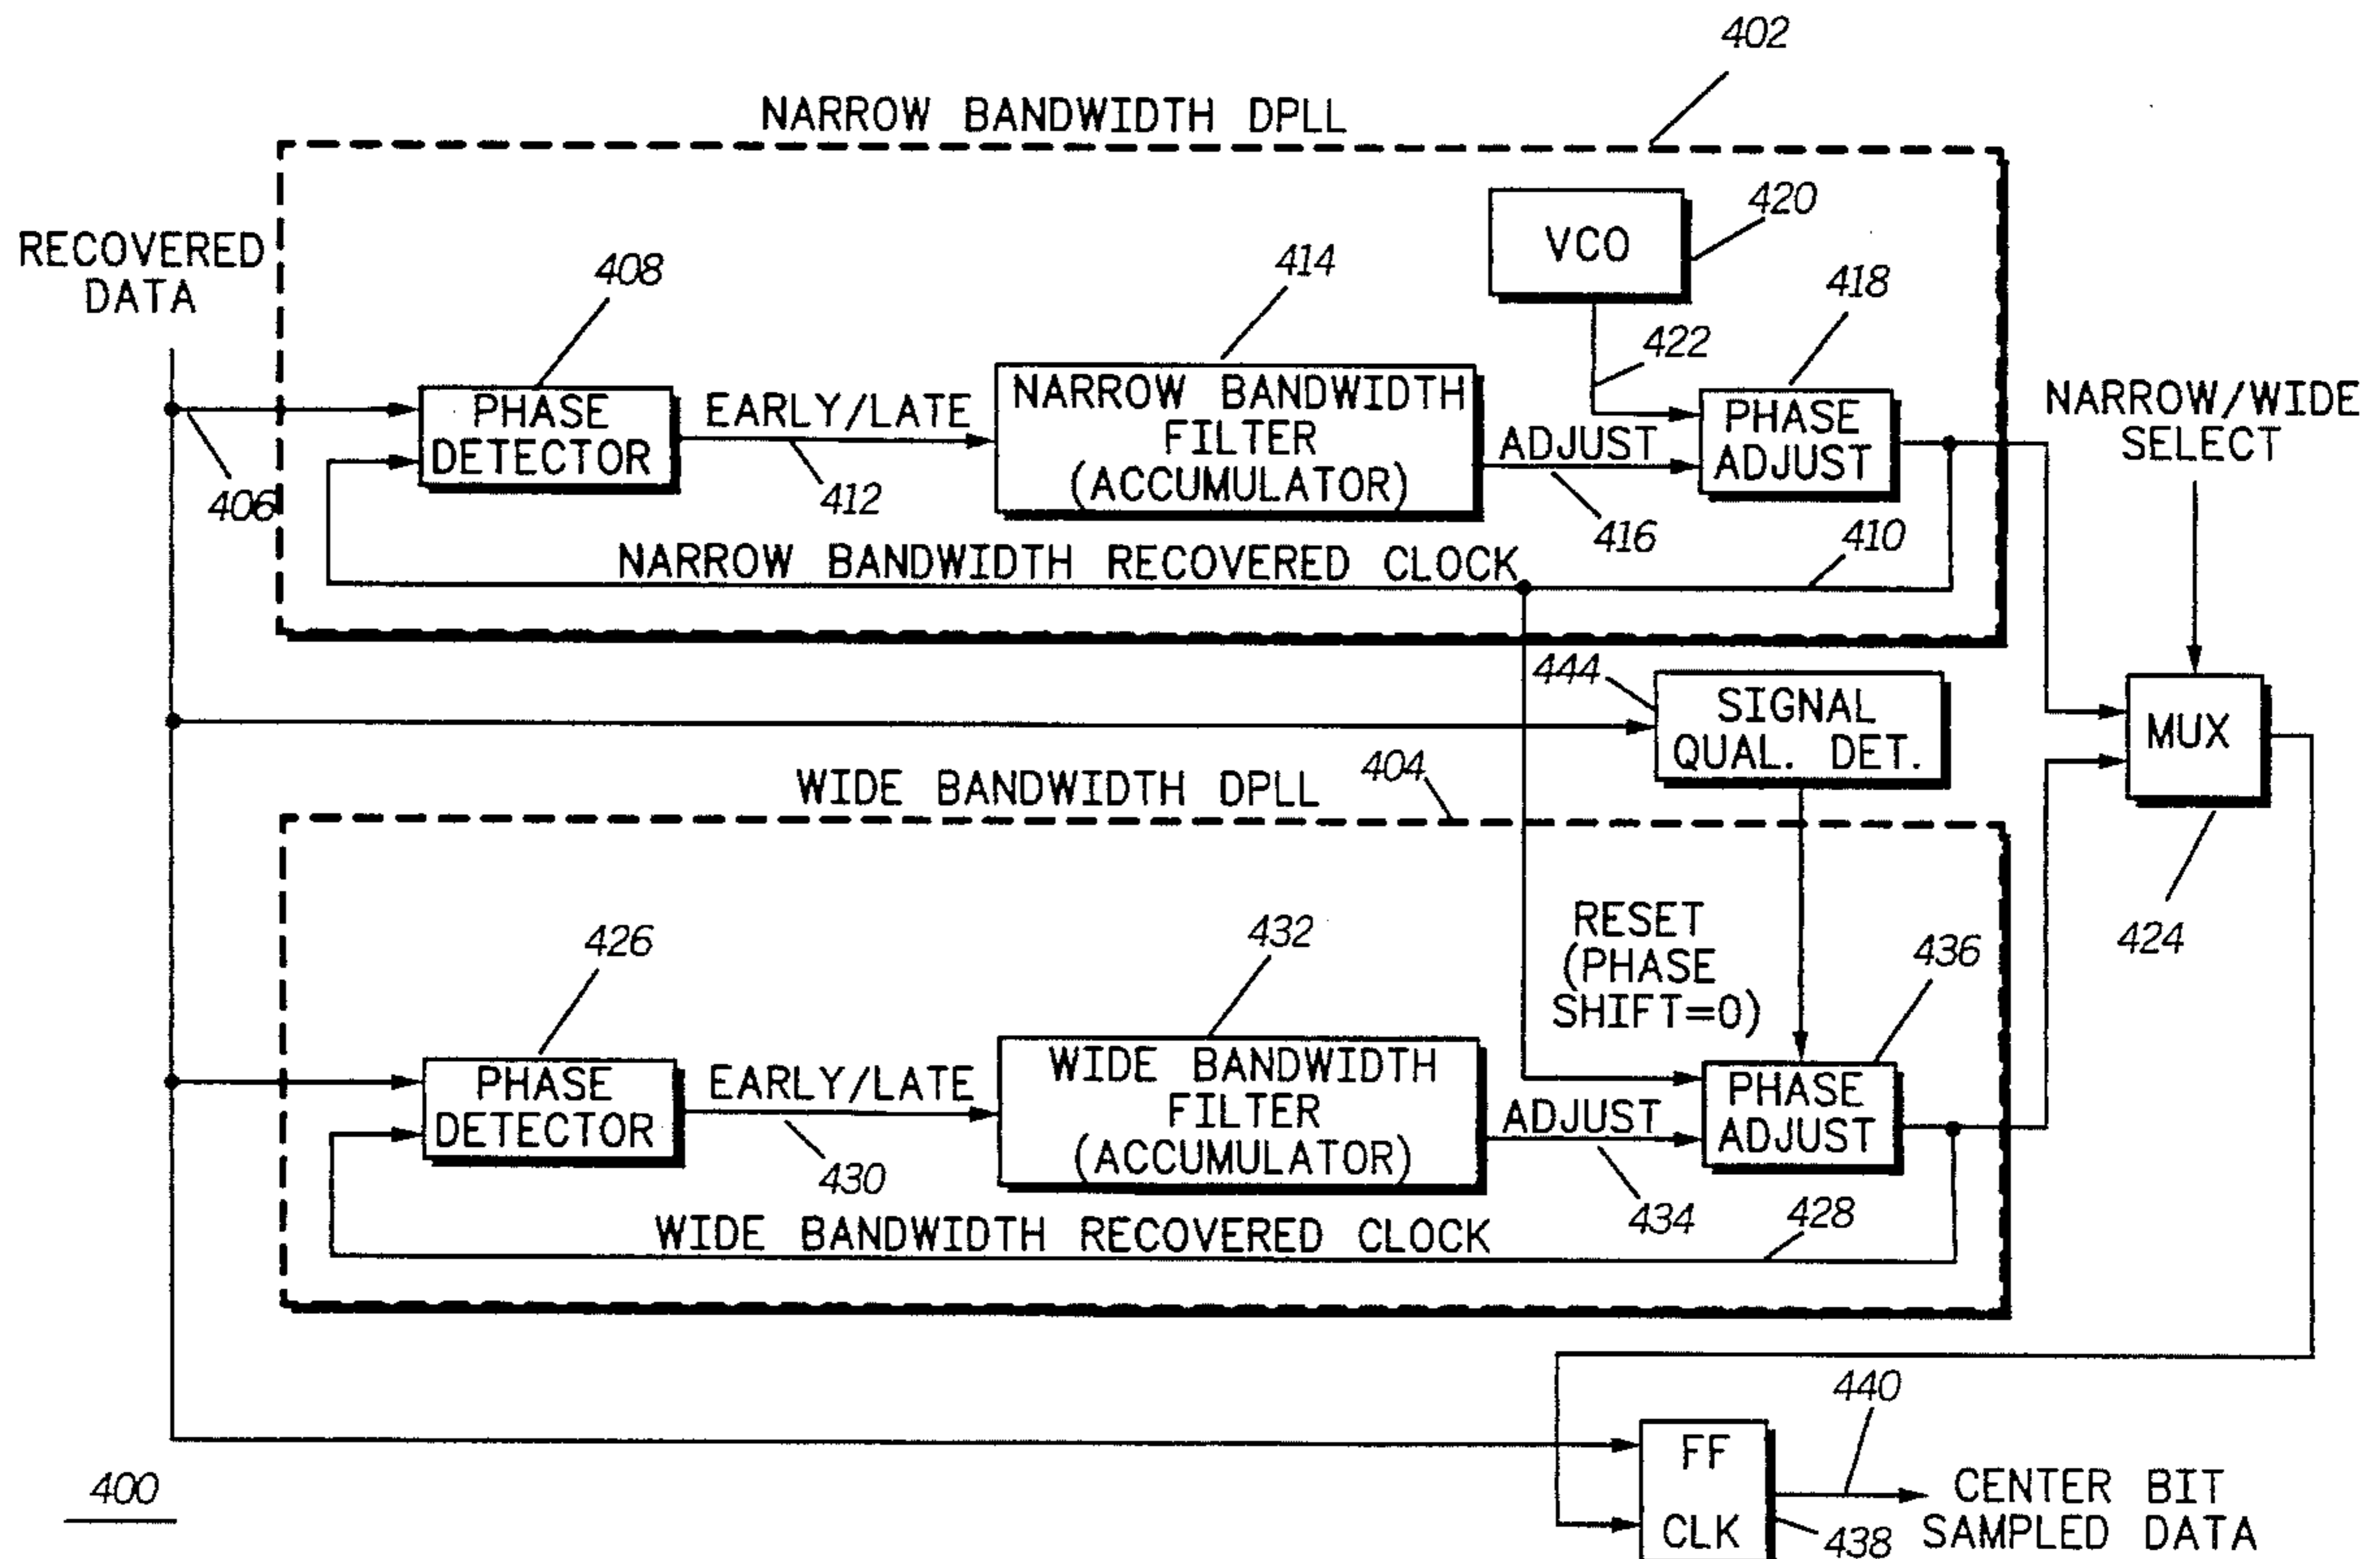 402
NARROW BANDWIDTH DPLL
RECOVERED
DATA
408
414
VCO
420
418
422
NARROW/WIDE
SELECT
PHASE
DETECTOR
EARLY/LATE
NARROW BANDWIDTH
FILTER
(ACCUMULATOR)
ADJUST
PHASE
ADJUST
406
412
416
410
NARROW BANDWIDTH RECOVERED CLOCK
444
SIGNAL
QUAL. DET.
MUX
WIDE BANDWIDTH DPLL
404
424
RESET
(PHASE
SHIFT=0)
426
432
436
PHASE
DETECTOR
EARLY/LATE
WIDE BANDWIDTH
FILTER
(ACCUMULATOR)
ADJUST
PHASE
ADJUST
430
434
428
WIDE BANDWIDTH RECOVERED CLOCK
440
FF
CLK
438
CENTER BIT
SAMPLED DATA
400